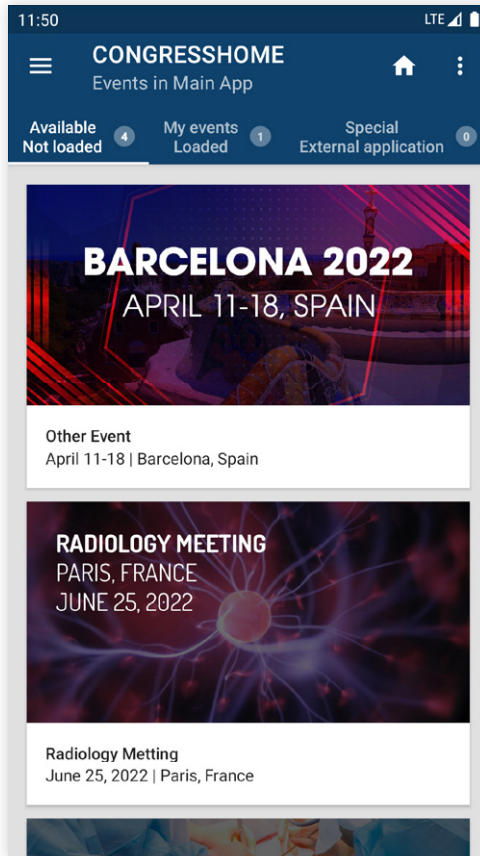 11:50 LTE
CONGRESSHOME
Events in Main App
Available
Not loaded 4
My events
Loaded 1
Special
External application 0
BARCELONA 2022
APRIL 11-18, SPAIN
Other Event
April 11-18 | Barcelona, Spain
RADIOLOGY MEETING
PARIS, FRANCE
JUNE 25, 2022
Radiology Metting
June 25, 2022 | Paris, France